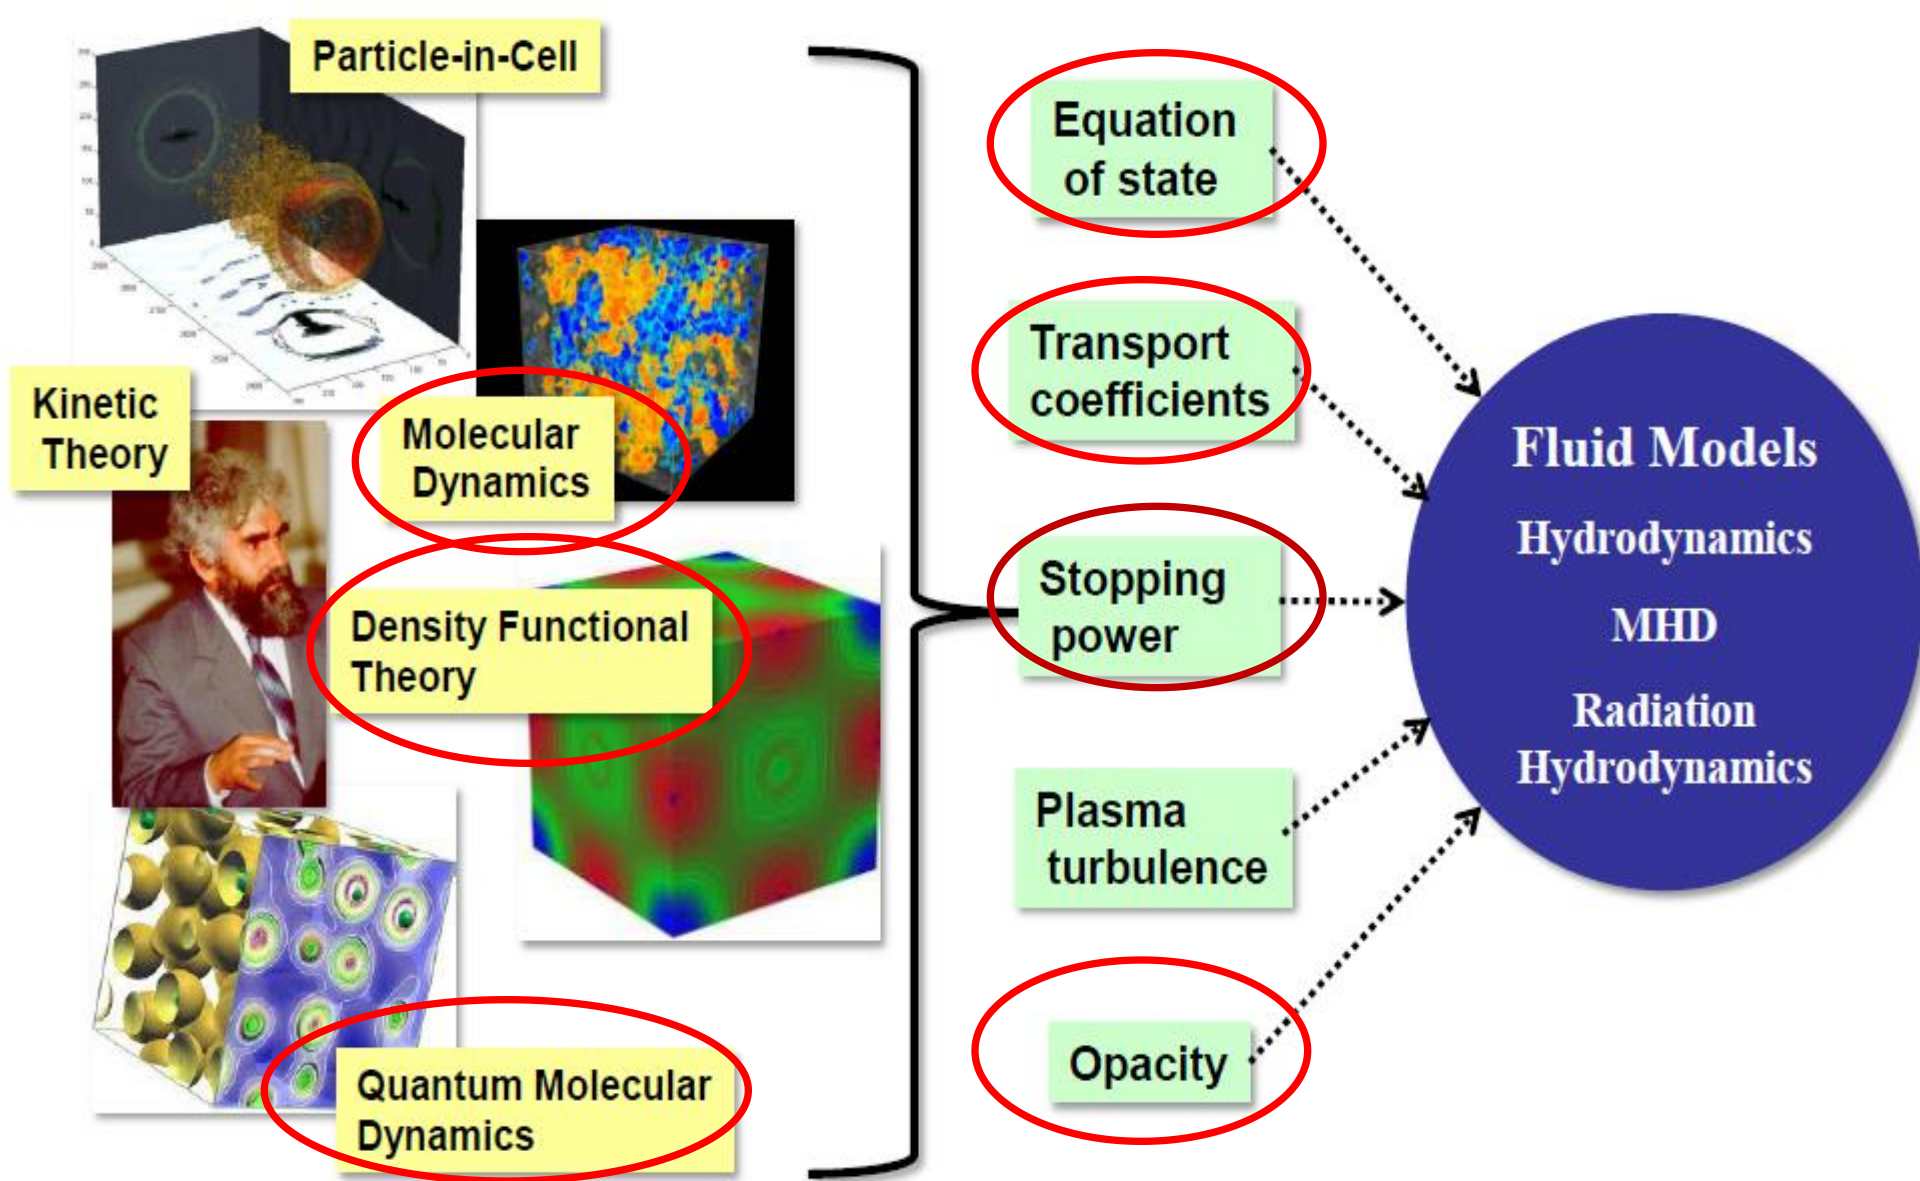 Particle-in-Cell
Kinetic
Theory
Molecular
Dynamics
Density Functional
Theory
Quantum Molecular
Dynamics
Equation
of state
Transport
coefficients
Stopping
power
Plasma
turbulence
Opacity
Fluid Models
Hydrodynamics
MHD
Radiation
Hydrodynamics